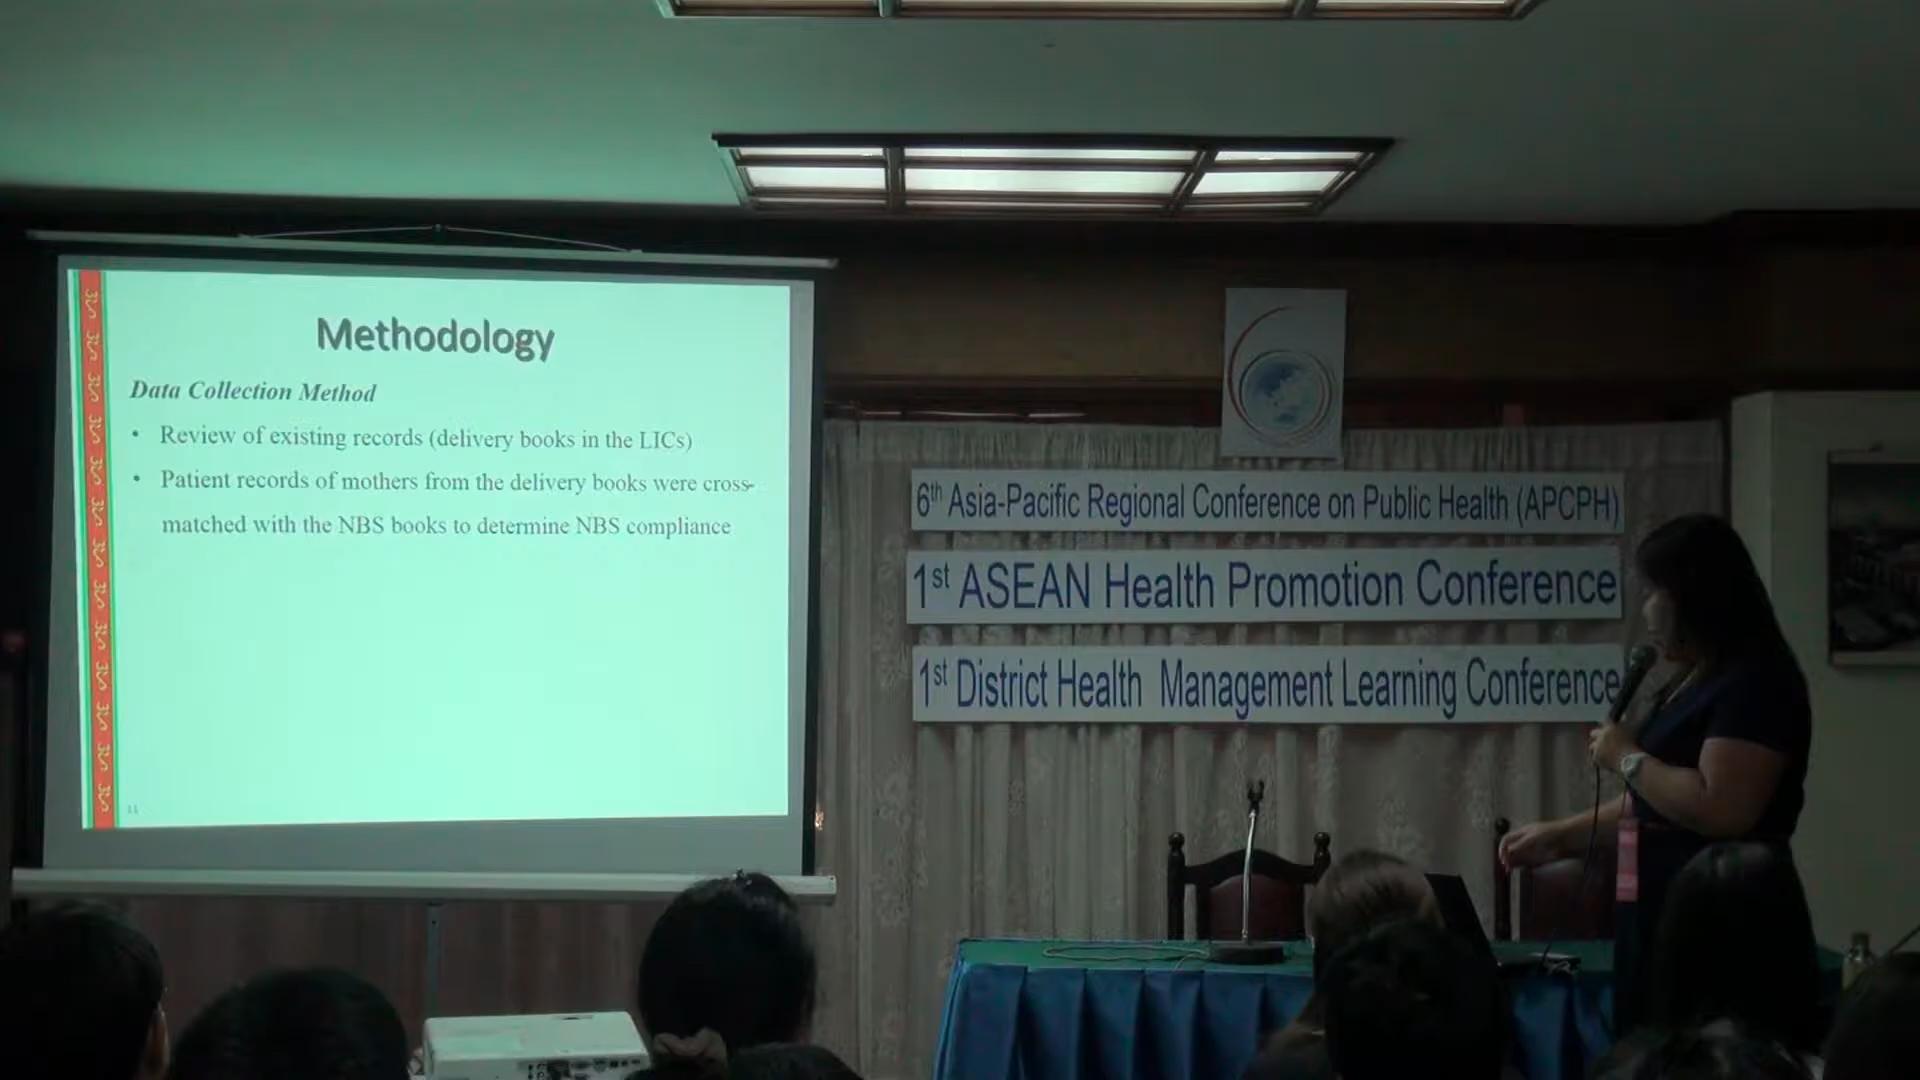 Methodology
Data Collection Method
• Review of existing records (delivery books in the LICs)
• Patient records of mothers from the delivery books were cross-
matched with the NBS books to determine NBS compliance
11
6th Asia-Pacific Regional Conference on Public Health (APCPH)
1st ASEAN Health Promotion Conference
1st District Health Management Learning Conference